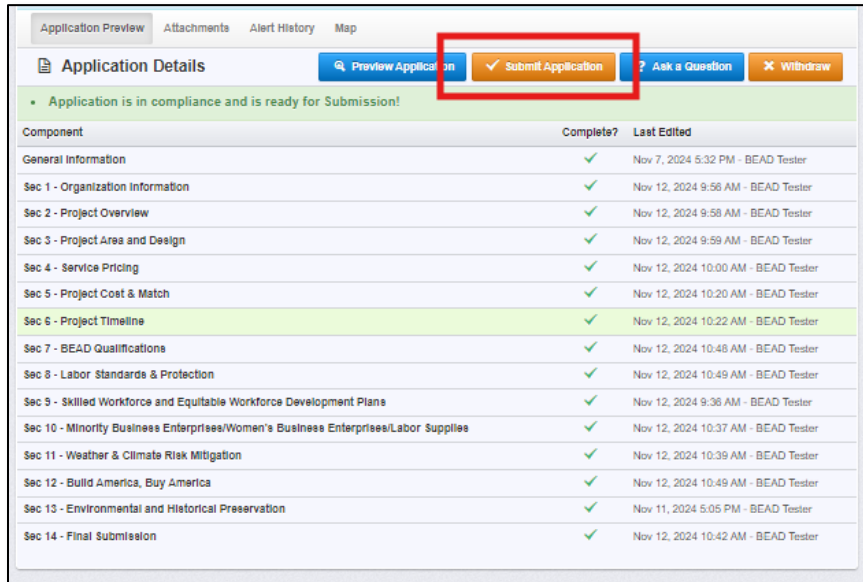 Application Preview Attachments Alert History Map
Application Details Preview Application Submit Application ? Ask a Question Withdraw
Application is in compliance and is ready for Submission!
Component Complete? Last Edited
General Information Nov 7, 2024 5:32 PM - BEAD Tester
Sec 1 - Organization Information Nov 12, 2024 9:56 AM - BEAD Tester
Sec 2 - Project Overview Nov 12, 2024 9:58 AM - BEAD Tester
Sec 3 - Project Area and Design Nov 12, 2024 9:59 AM - BEAD Tester
Sec 4 - Service Pricing Nov 12, 2024 10:00 AM - BEAD Tester
Sec 5 - Project Cost & Match Nov 12, 2024 10:20 AM - BEAD Tester
Sec 6 - Project Timeline Nov 12, 2024 10:22 AM - BEAD Tester
Sec 7 - BEAD Qualifications Nov 12, 2024 10:48 AM - BEAD Tester
Sec 8 - Labor Standards & Protection Nov 12, 2024 10:49 AM - BEAD Tester
Sec 9 - Skilled Workforce and Equitable Workforce Development Plans Nov 12, 2024 9:36 AM - BEAD Tester
Sec 10 - Minority Business Enterprises/Women's Business Enterprises/Labor Supplies Nov 12, 2024 10:37 AM - BEAD Tester
Sec 11 - Weather & Climate Risk Mitigation Nov 12, 2024 10:39 AM - BEAD Tester
Sec 12 - Build America, Buy America Nov 12, 2024 10:49 AM - BEAD Tester
Sec 13 - Environmental and Historical Preservation Nov 11, 2024 5:05 PM - BEAD Tester
Sec 14 - Final Submission Nov 12, 2024 10:42 AM - BEAD Tester